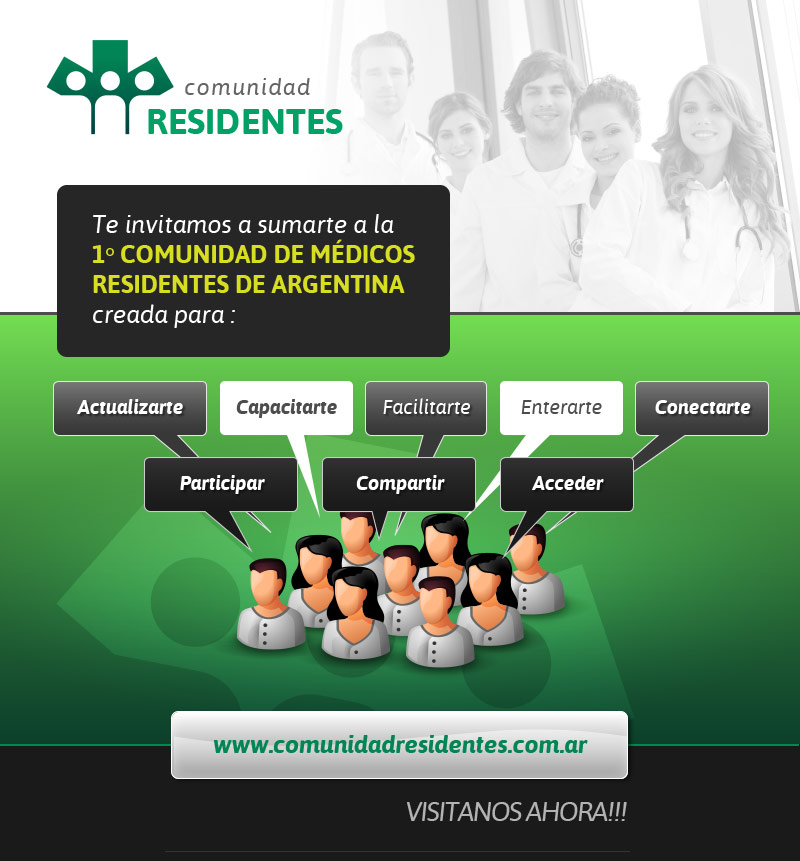 comunidad
RESIDENTES
Te invitamos a sumarte a la
1º COMUNIDAD DE MÉDICOS
RESIDENTES DE ARGENTINA
creada para :
Actualizarte
Capacitarte
Facilitarte
Enterarte
Conectarte
Participar
Compartir
Acceder
www.comunidadresidentes.com.ar
VISITANOS AHORA!!!